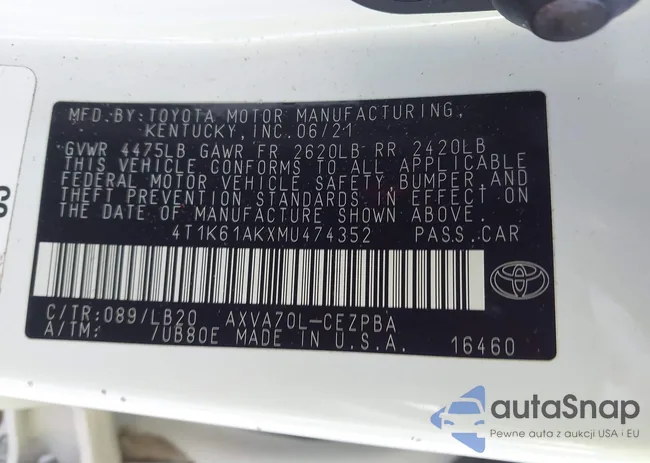 MFD.BY: TOYOTA MOTOR MANUFACTURING,
KENTUCKY, INC. 06/21
GVWR 4475LB GAWR FR 2620LB RR 2420LB
THIS VEHICLE CONFORMS TO ALL APPLICABLE
FEDERAL MOTOR VEHICLE SAFETY BUMPER, AND
THEFT PREVENTION STANDARDS IN EFFECT ON
THE DATE OF MANUFACTURE SHOWN ABOVE.
4T1K61AKXMU474352 PASS.CAR
C/TR:089/LB20 AXVA70L-CEZPBA
A/TM: /UB80E MADE IN U.S.A. 16460
autaSnap
Pewne auta z aukcji USA i EU